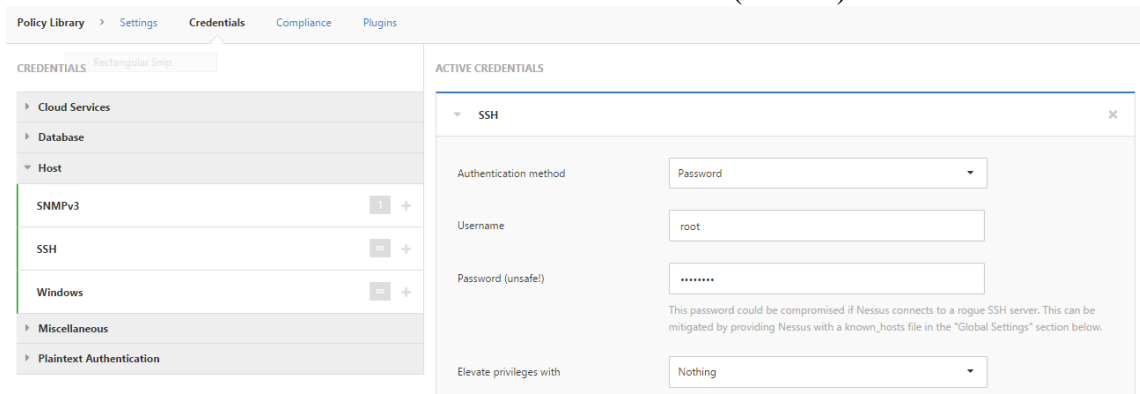 Policy Library > Settings Credentials Compliance Plugins
CREDENTIALS Rectangular Snip
Cloud Services
Database
Host
SNMPv3 1 +
SSH ∞ +
Windows ∞ +
Miscellaneous
Plaintext Authentication
ACTIVE CREDENTIALS
SSH ×
Authentication method Password
Username root
Password (unsafe!) ••••••••
This password could be compromised if Nessus connects to a rogue SSH server. This can be
mitigated by providing Nessus with a known_hosts file in the "Global Settings" section below.
Elevate privileges with Nothing